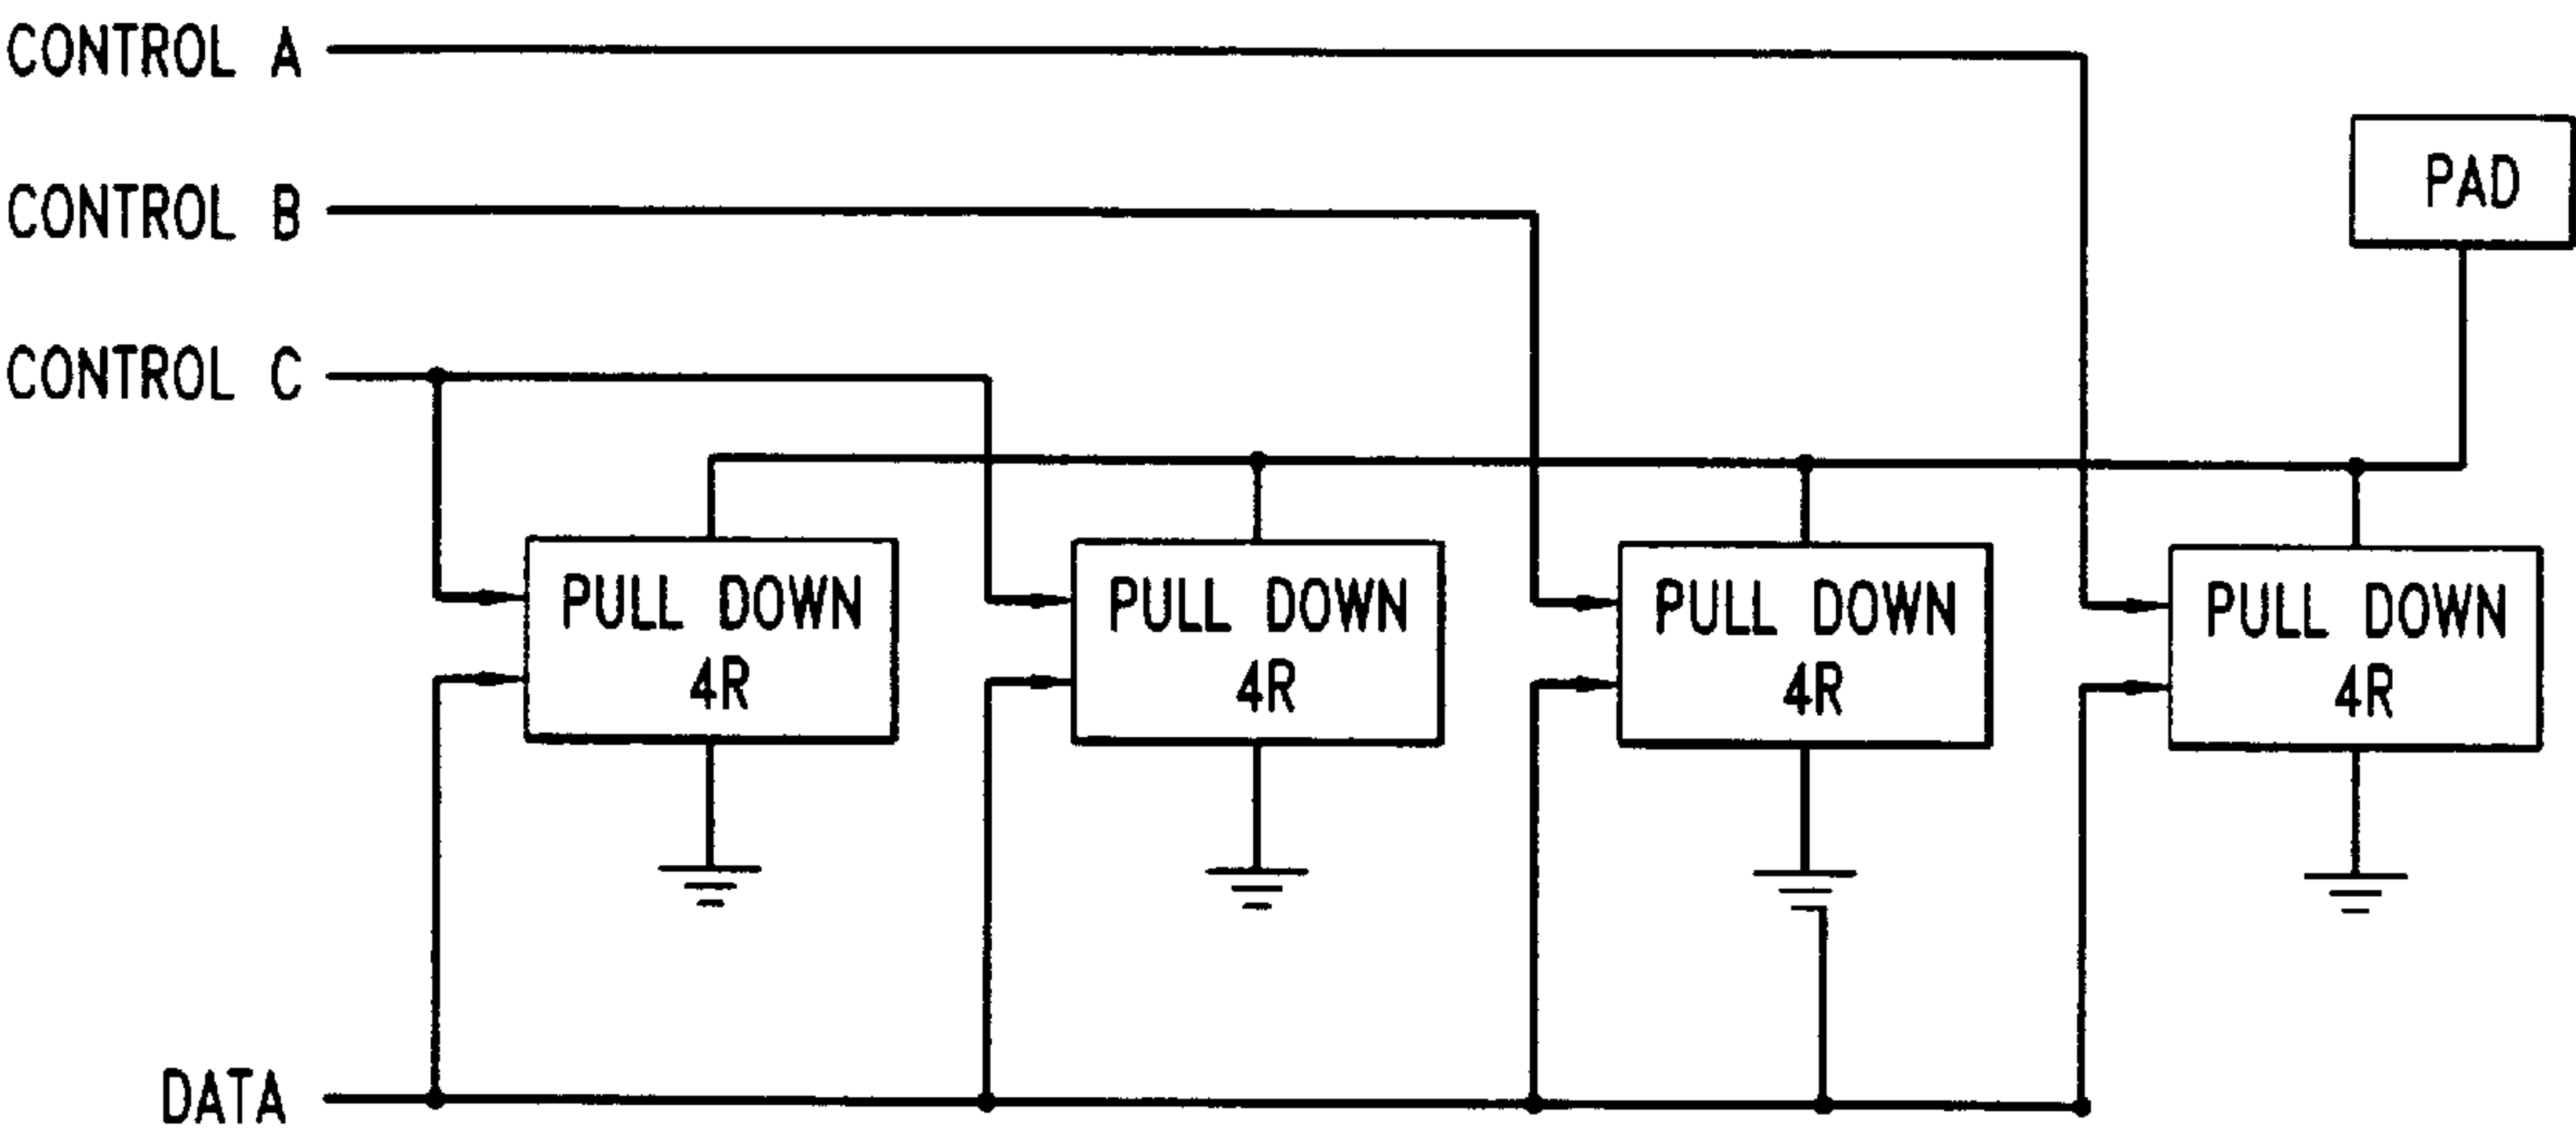 CONTROL A
CONTROL B
CONTROL C
PAD
PULL DOWN
4R
PULL DOWN
4R
PULL DOWN
4R
PULL DOWN
4R
DATA